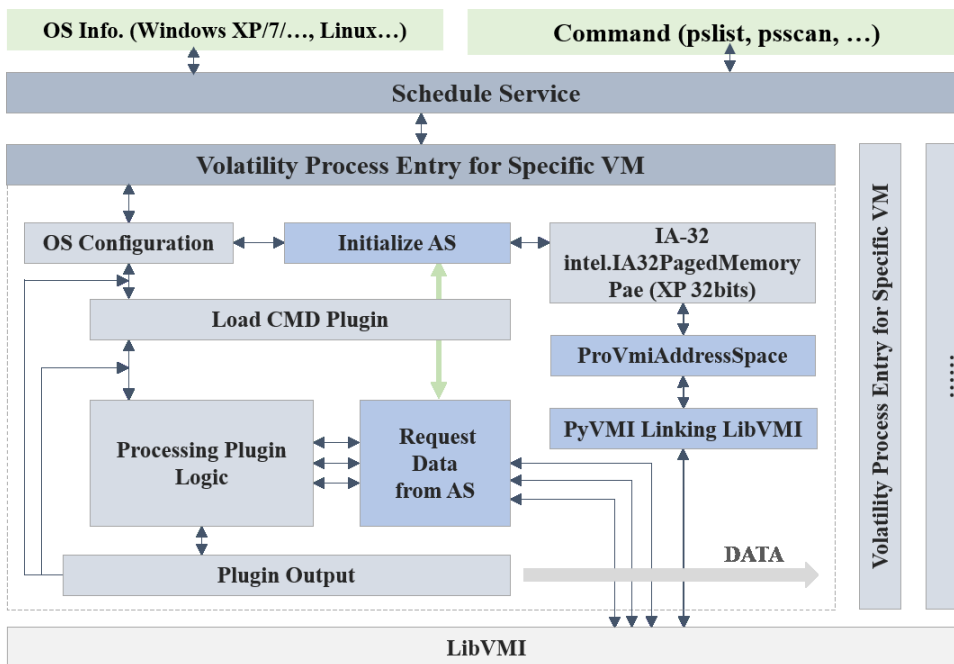 OS Info. (Windows XP/7/…, Linux…)
Command (pslist, psscan, …)
Schedule Service
Volatility Process Entry for Specific VM
OS Configuration
Initialize AS
IA-32
intel.IA32PagedMemory
Pae (XP 32bits)
Load CMD Plugin
ProVmiAddressSpace
Processing Plugin
Logic
Request
Data
from AS
PyVMI Linking LibVMI
Plugin Output
DATA
Volatility Process Entry for Specific VM
......
LibVMI